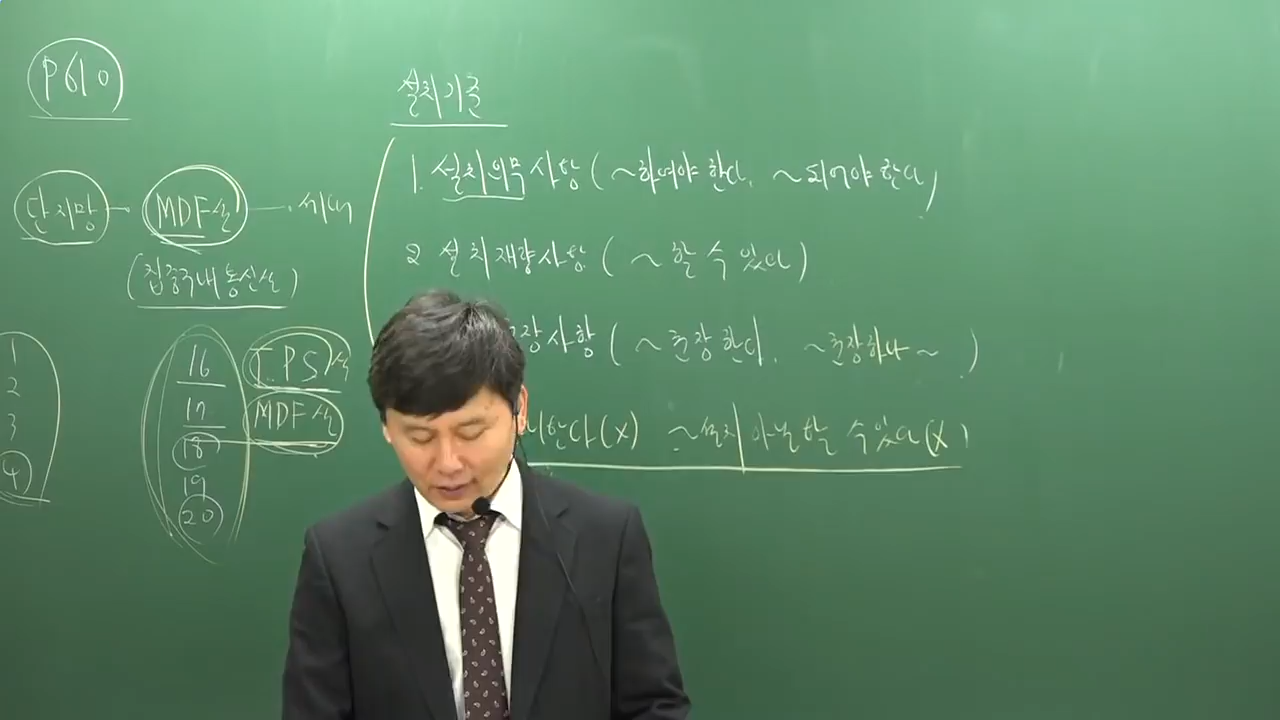 P610
단지망 - MDF실 - 세대
(집중구내통신실)
1
2
3
4
16
17
18
19
20
T.PS실
MDF실
설치기준
1. 설치의무사항 (~하여야 한다, ~되어야 한다)
2 설치재량사항 (~할 수 있다)
장사항 (~권장한다, ~권장하나~)
한다(x) ~설치 아니할 수 있다(x)